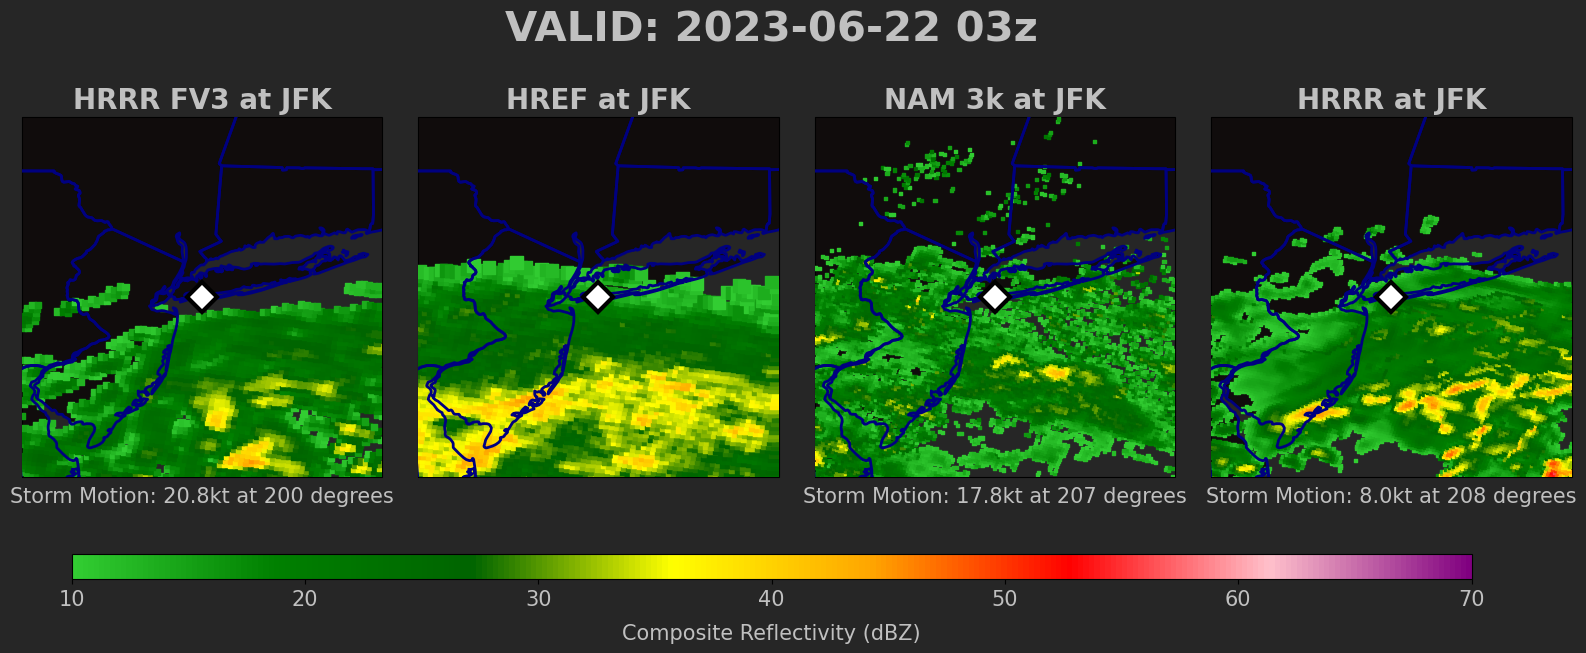 VALID: 2023-06-22 03z
HRRR FV3 at JFK
HREF at JFK
NAM 3k at JFK
HRRR at JFK
Storm Motion: 20.8kt at 200 degrees
Storm Motion: 17.8kt at 207 degrees
Storm Motion: 8.0kt at 208 degrees
10 20 30 40 50 60 70
Composite Reflectivity (dBZ)